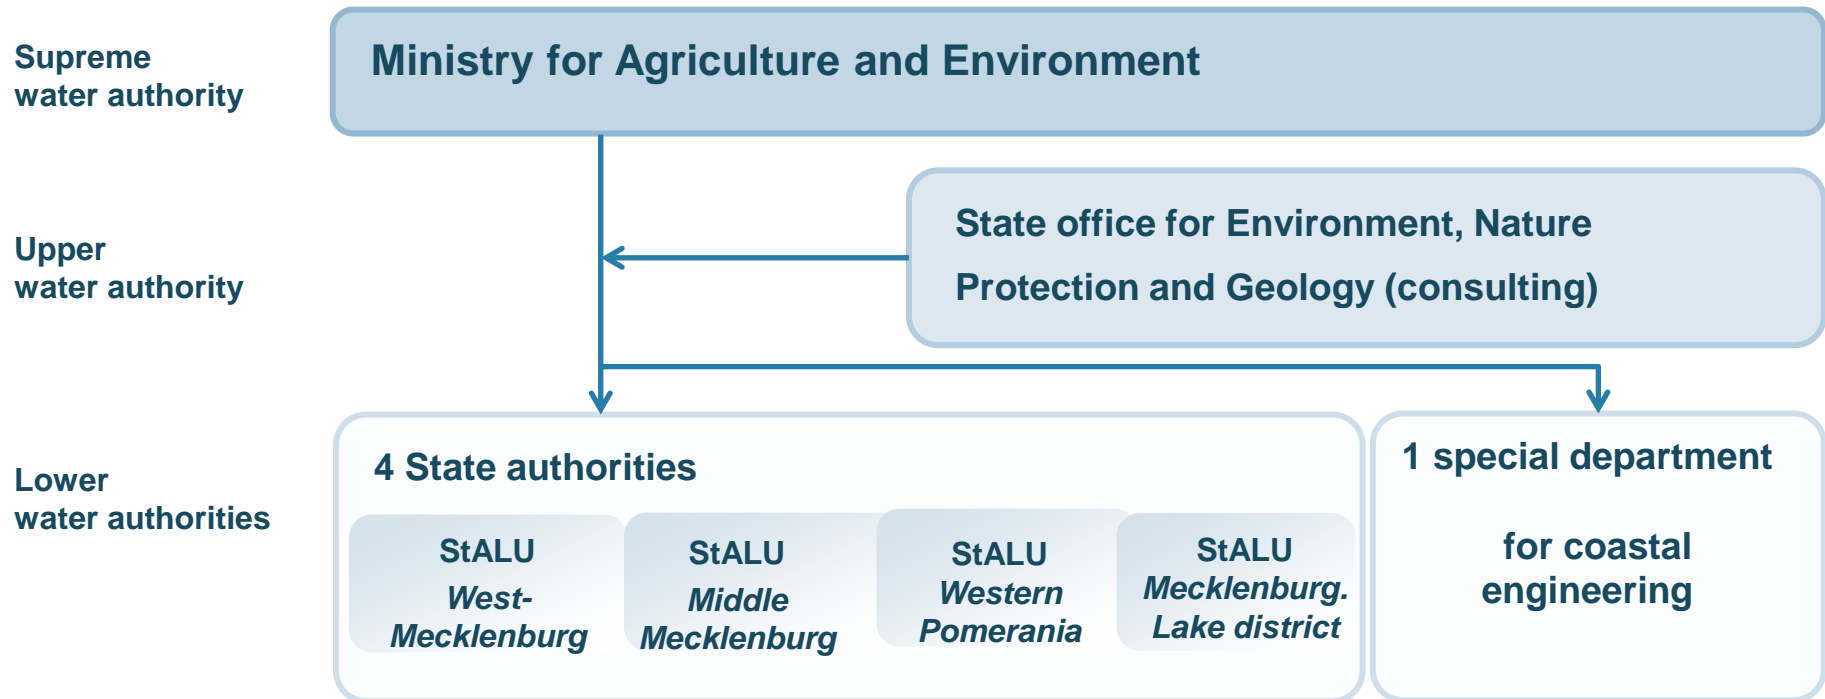 Supreme
water authority
Ministry for Agriculture and Environment
Upper
water authority
State office for Environment, Nature
Protection and Geology (consulting)
Lower
water authorities
4 State authorities
StALU
West-
Mecklenburg
StALU
Middle
Mecklenburg
StALU
Western
Pomerania
StALU
Mecklenburg.
Lake district
1 special department
for coastal
engineering